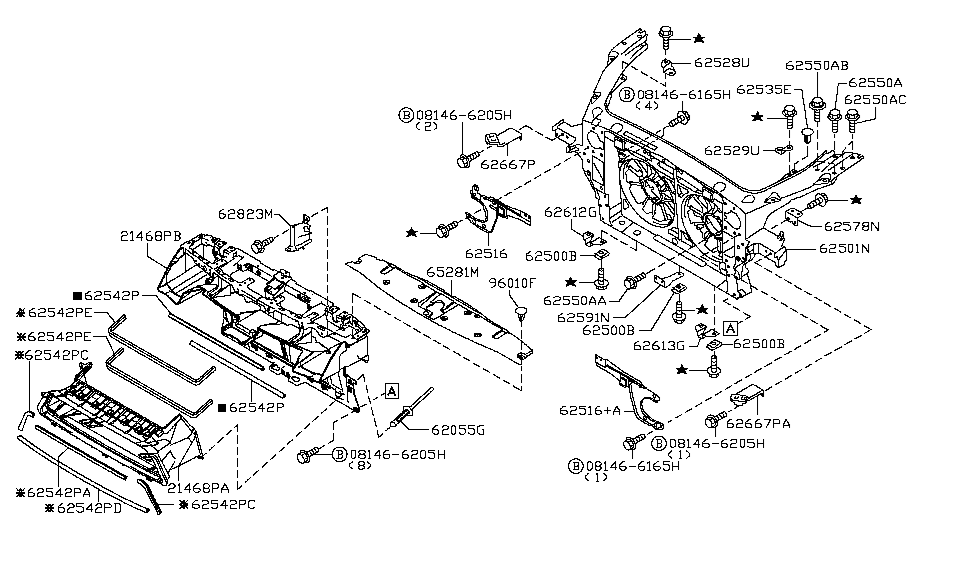 ★
62528U
62550AB
62535E
62550A
62550AC
Ⓑ08146-6165H
(4)
★
Ⓑ08146-6205H
(2)
62667P
62529U
62823M
62612G
★
62578N
21468PB
★
62516
62500B
62501N
65281M
96010F
★
■62542P
62550AA
※62542PE
62591N
★
62500B
A
※62542PE
62613G
62500B
※62542PC
★
A
■62542P
62516+A
62055G
62667PA
Ⓑ08146-6205H
(8)
Ⓑ08146-6205H
(1)
Ⓑ08146-6165H
(1)
21468PA
※62542PA
※62542PD
※62542PC